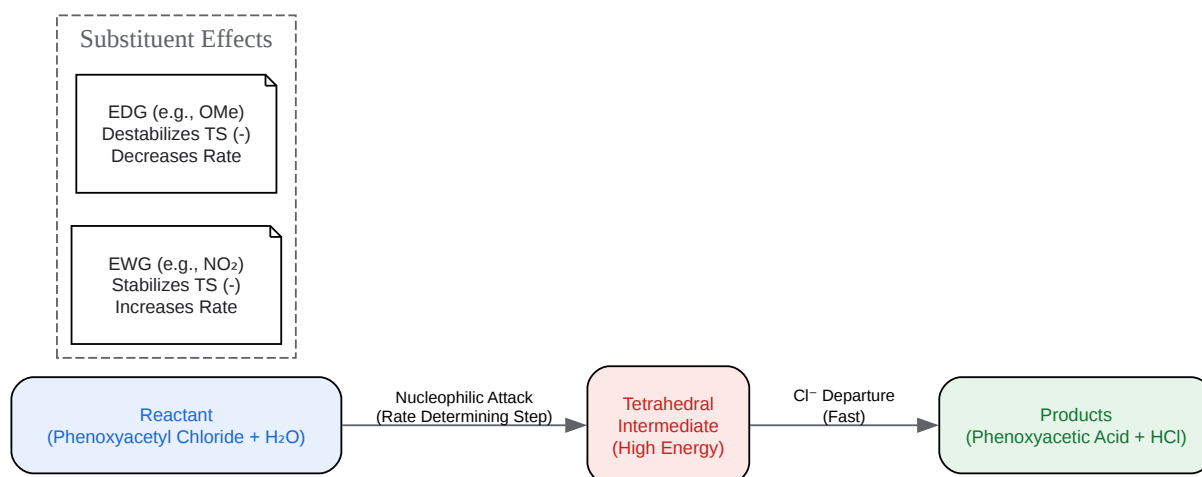 Substituent Effects
EDG (e.g., OMe)
Destabilizes TS (-)
Decreases Rate
EWG (e.g., NO₂)
Stabilizes TS (-)
Increases Rate
Reactant
(Phenoxyacetyl Chloride + H₂O)
Nucleophilic Attack
(Rate Determining Step)
Tetrahedral
Intermediate
(High Energy)
Cl⁻ Departure
(Fast)
Products
(Phenoxyacetic Acid + HCl)